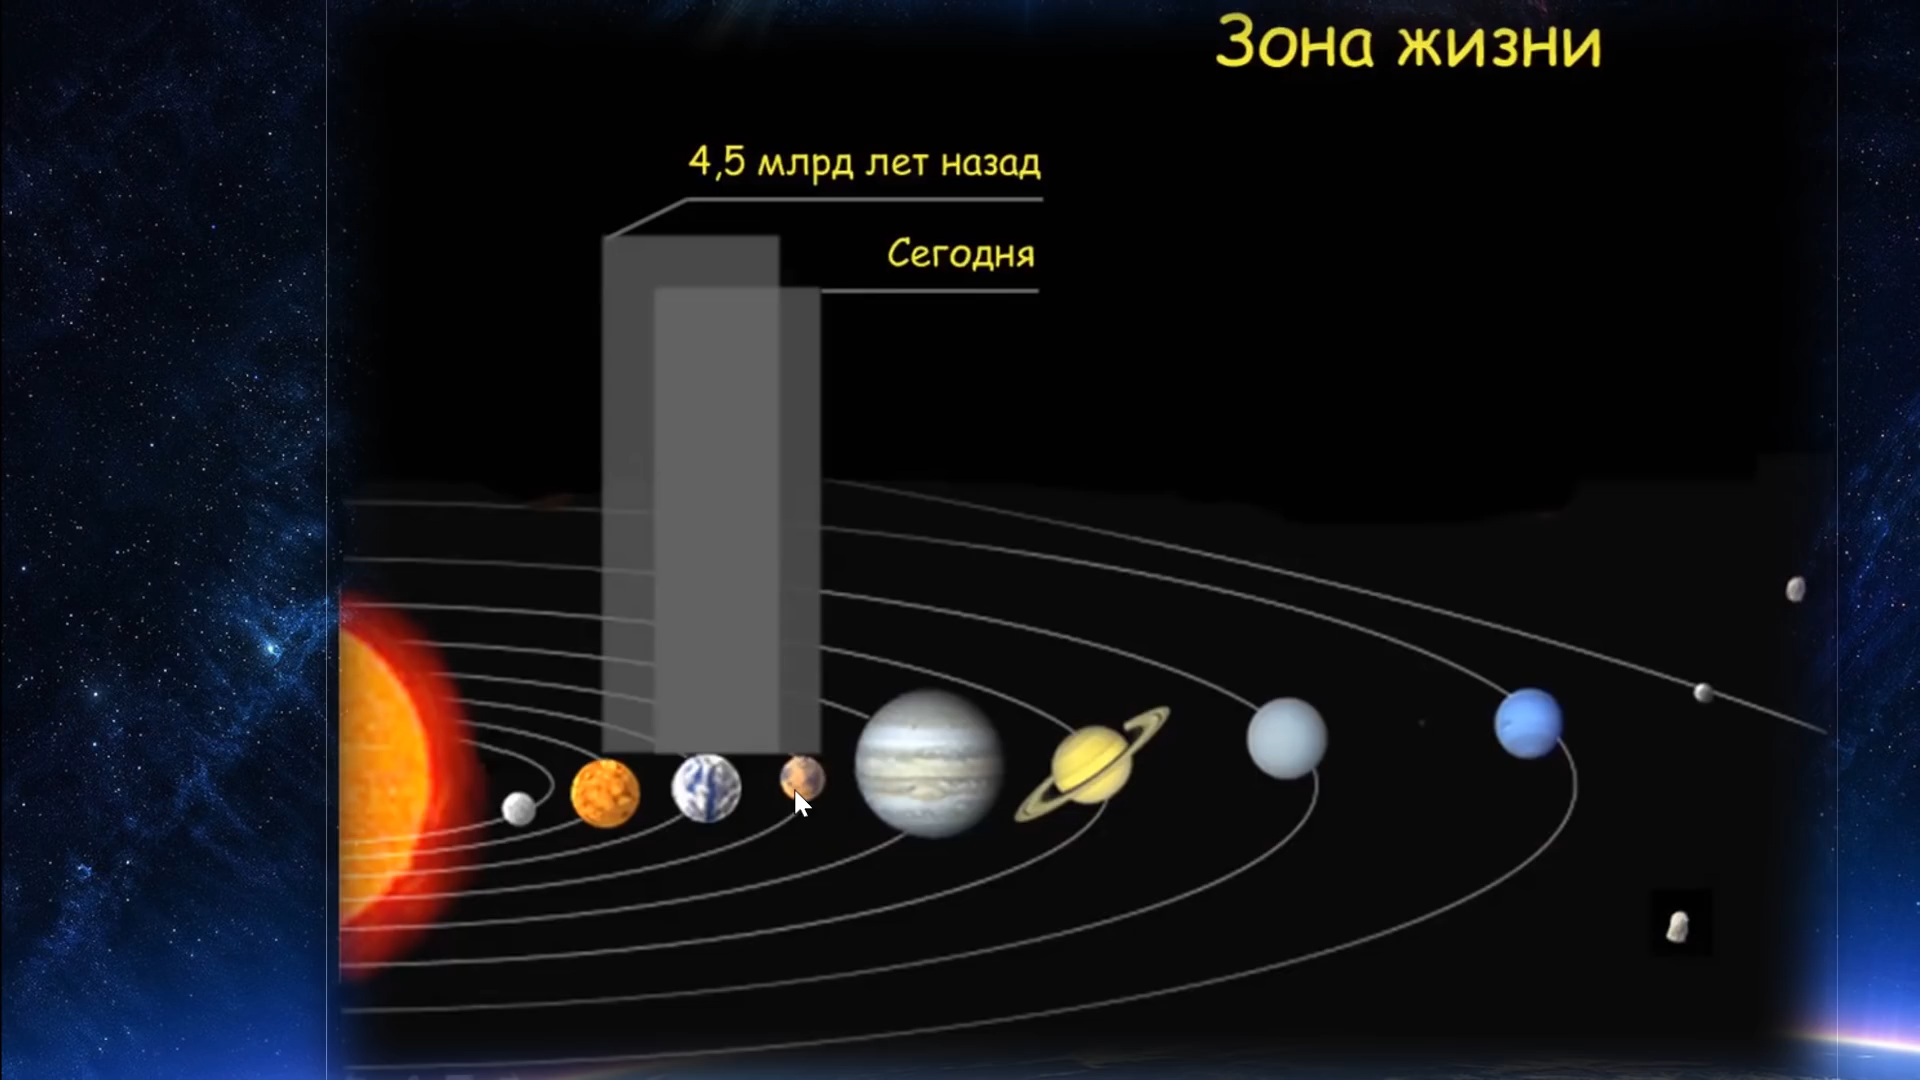 Зона жизни
4,5 млрд лет назад
Сегодня